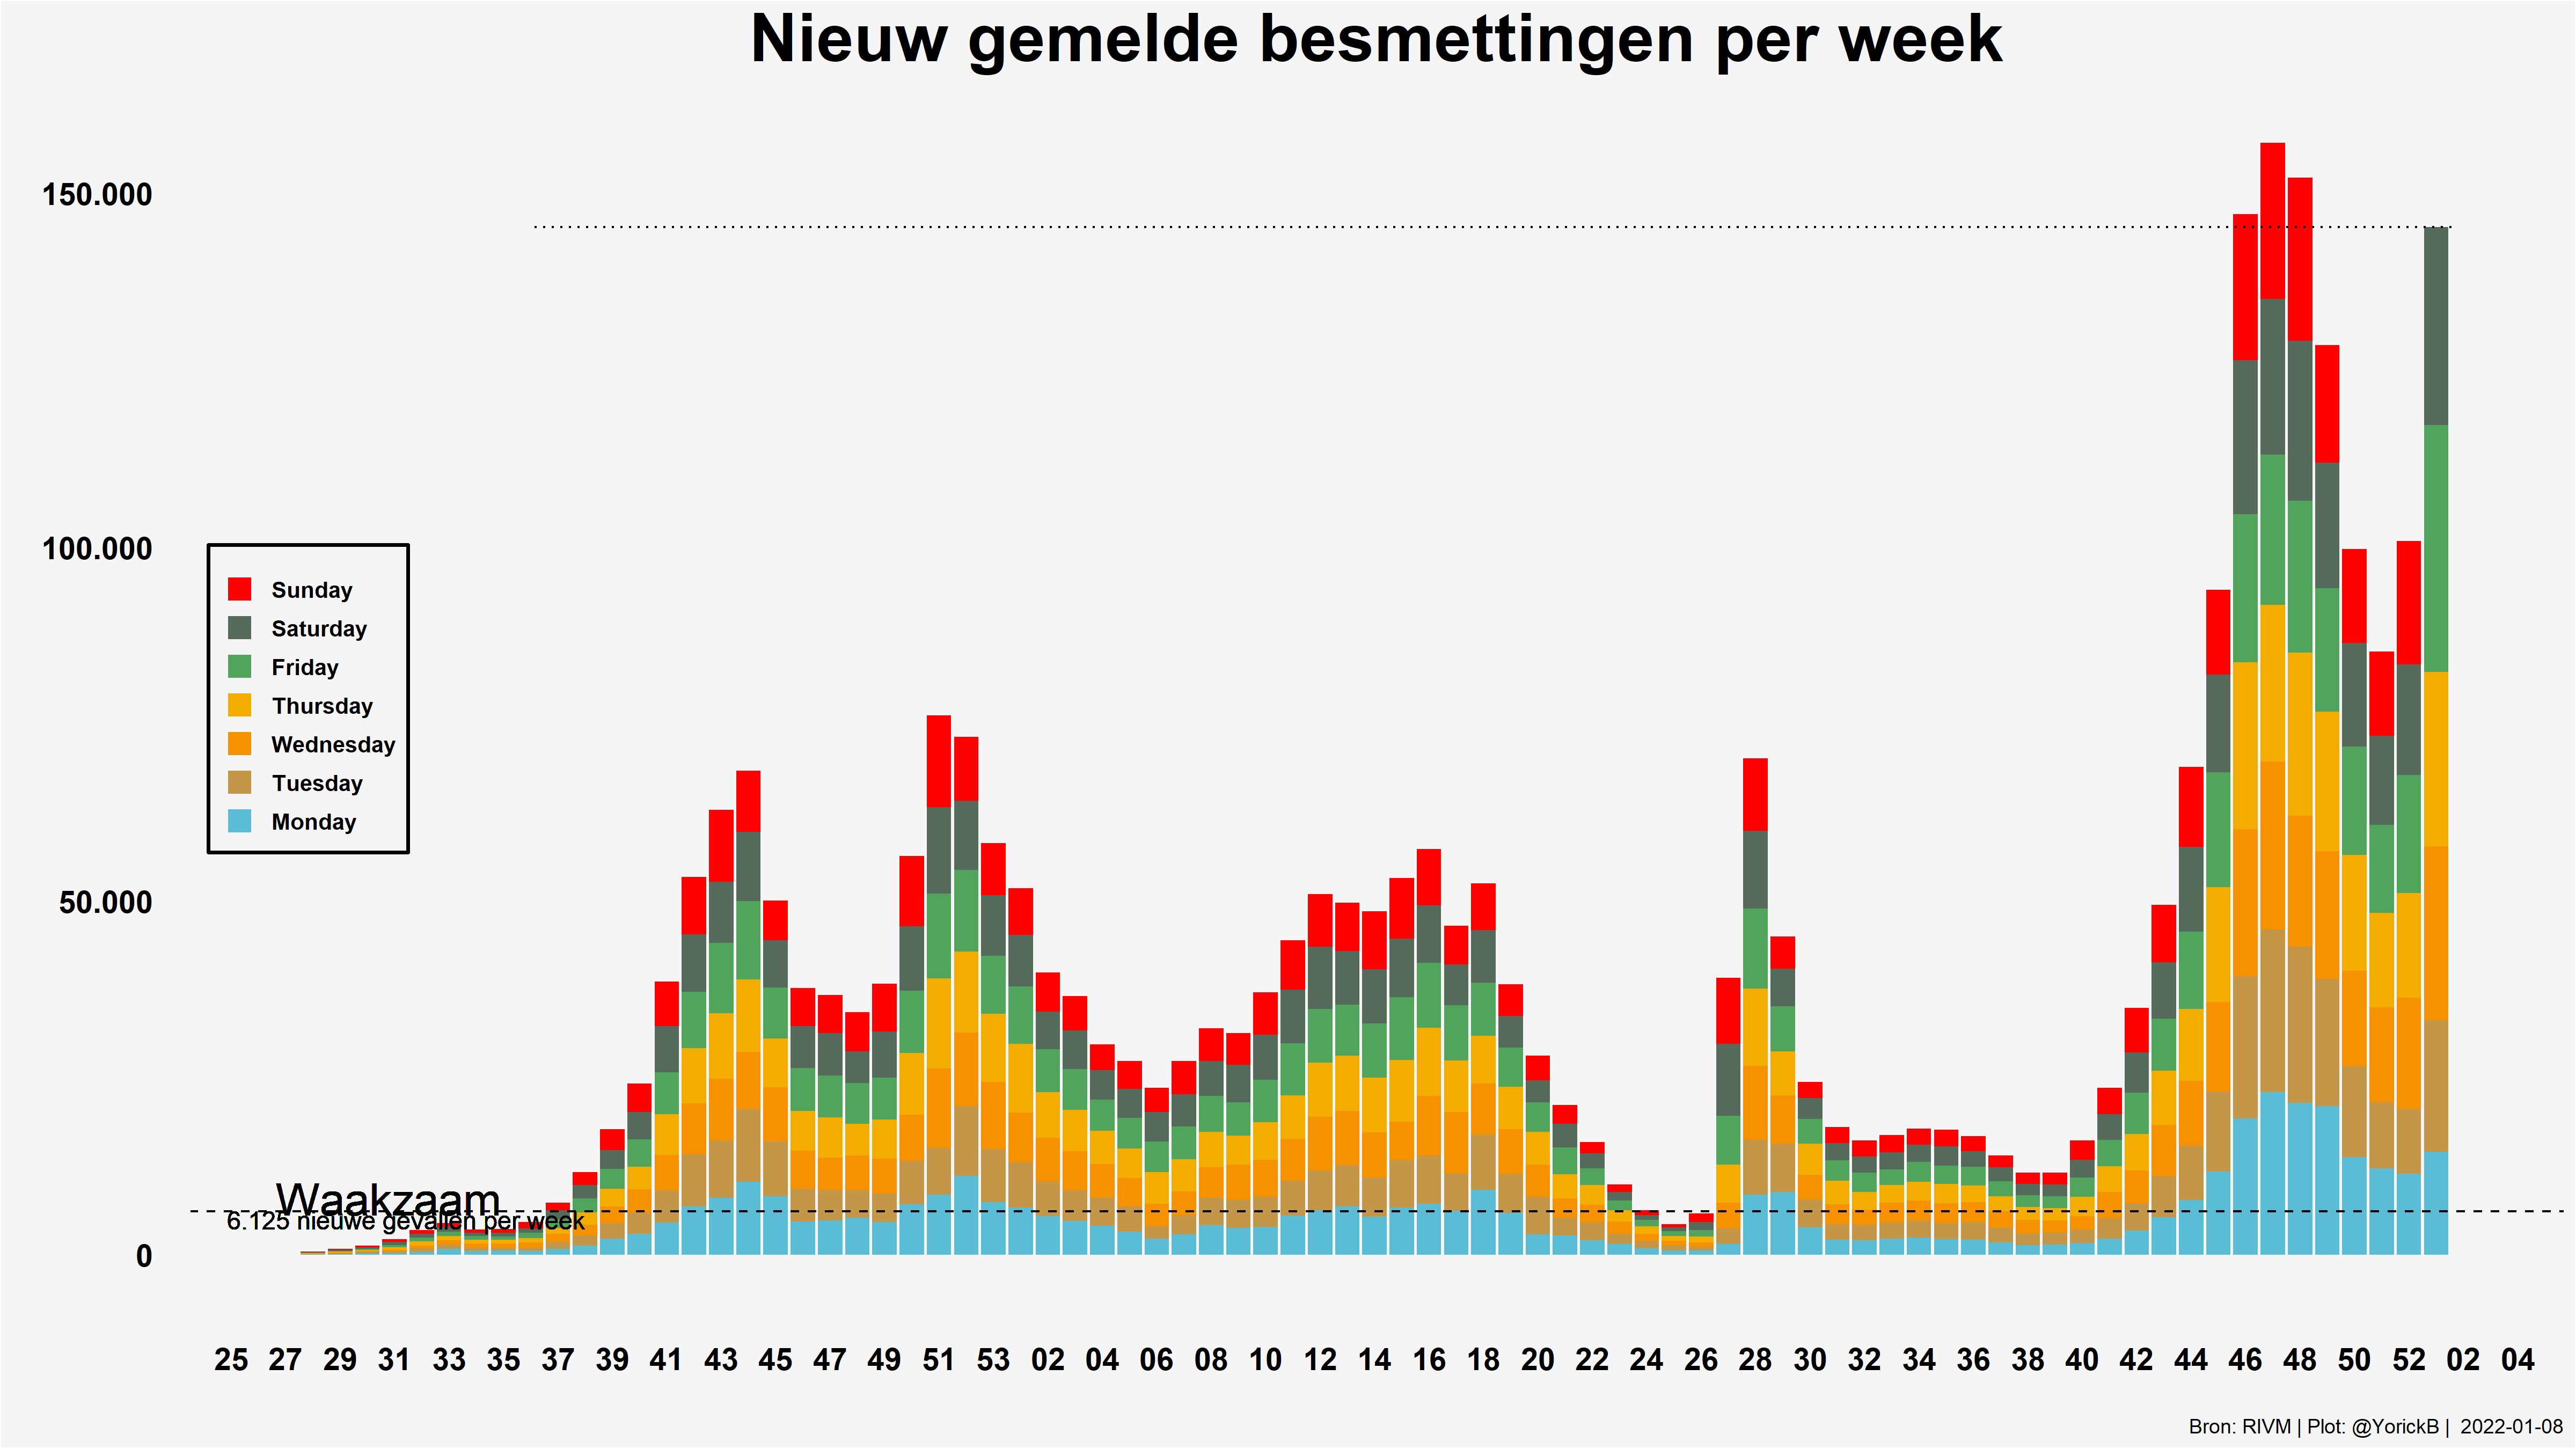 Nieuw gemelde besmettingen per week
150.000
100.000
50.000
0
Sunday
Saturday
Friday
Thursday
Wednesday
Tuesday
Monday
Waakzaam
6.125 nieuwe gevallen per week
25 27 29 31 33 35 37 39 41 43 45 47 49 51 53 02 04 06 08 10 12 14 16 18 20 22 24 26 28 30 32 34 36 38 40 42 44 46 48 50 52 02 04
Bron: RIVM | Plot: @YorickB | 2022-01-08